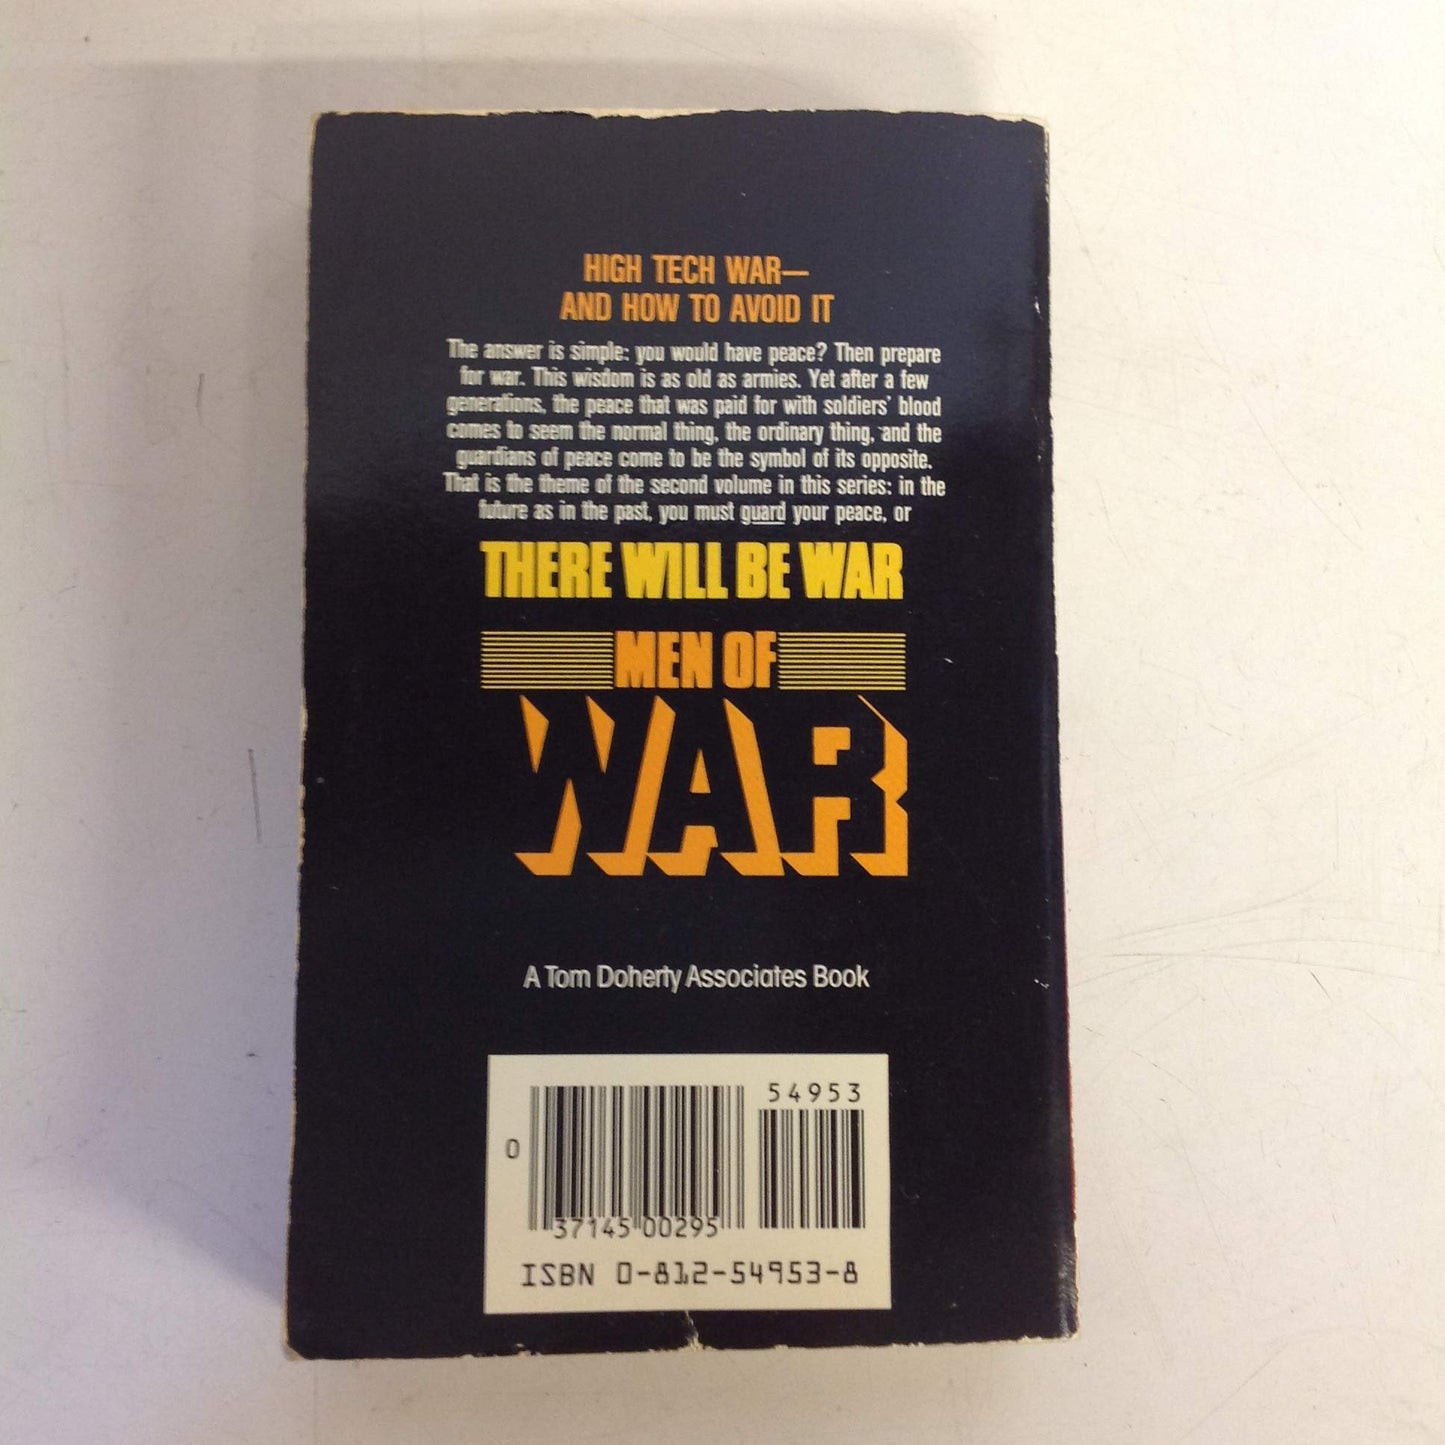 HIGH TECH WAR—
AND HOW TO AVOID IT
The answer is simple: you would have peace? Then prepare
for war. This wisdom is as old as armies. Yet after a few
generations, the peace that was paid for with soldiers' blood
comes to seem the normal thing, the ordinary thing, and the
guardians of peace come to be the symbol of its opposite.
That is the theme of the second volume in this series: in the
future as in the past, you must guard your peace, or
THERE WILL BE WAR
MEN OF
WAR
A Tom Doherty Associates Book
54953
0
37145 00295
ISBN 0-812-54953-8